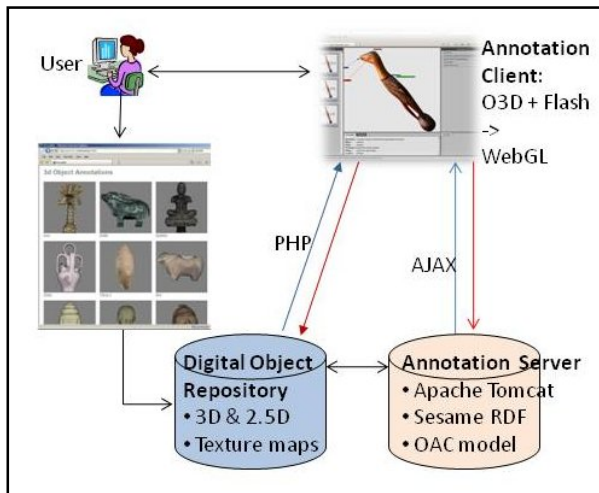 User
Annotation
Client:
O3D + Flash
->
WebGL
3d Object Annotations
PHP
AJAX
Digital Object
Repository
• 3D & 2.5D
• Texture maps
Annotation Server
• Apache Tomcat
• Sesame RDF
• OAC model